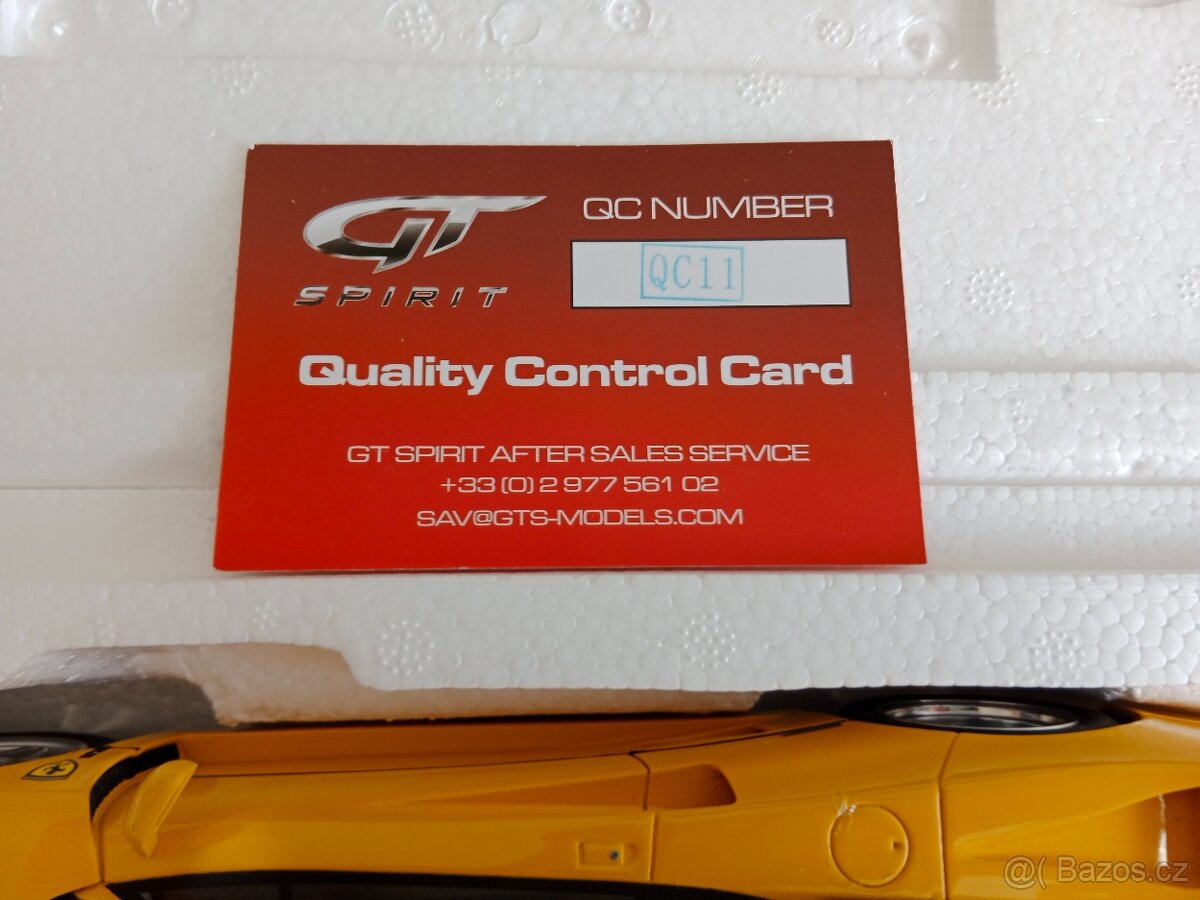 GT
SPIRIT
QC NUMBER
QC11
Quality Control Card
GT SPIRIT AFTER SALES SERVICE
+33 (0) 2 977 561 02
SAV@GTS-MODELS.COM
@( Bazos.cz